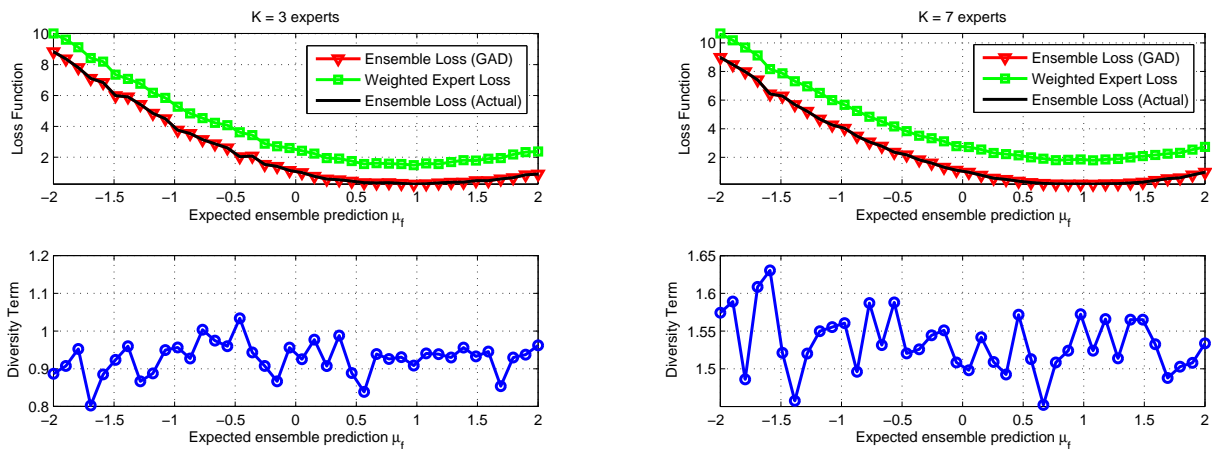 K = 3 experts
10
8
6
4
2
Loss Function
Ensemble Loss (GAD)
Weighted Expert Loss
Ensemble Loss (Actual)
−2 −1.5 −1 −0.5 0 0.5 1 1.5 2
Expected ensemble prediction μf
1.2
1.1
1
0.9
0.8
Diversity Term
−2 −1.5 −1 −0.5 0 0.5 1 1.5 2
Expected ensemble prediction μf
K = 7 experts
10
8
6
4
2
Loss Function
Ensemble Loss (GAD)
Weighted Expert Loss
Ensemble Loss (Actual)
−2 −1.5 −1 −0.5 0 0.5 1 1.5 2
Expected ensemble prediction μf
1.65
1.6
1.55
1.5
Diversity Term
−2 −1.5 −1 −0.5 0 0.5 1 1.5 2
Expected ensemble prediction μf